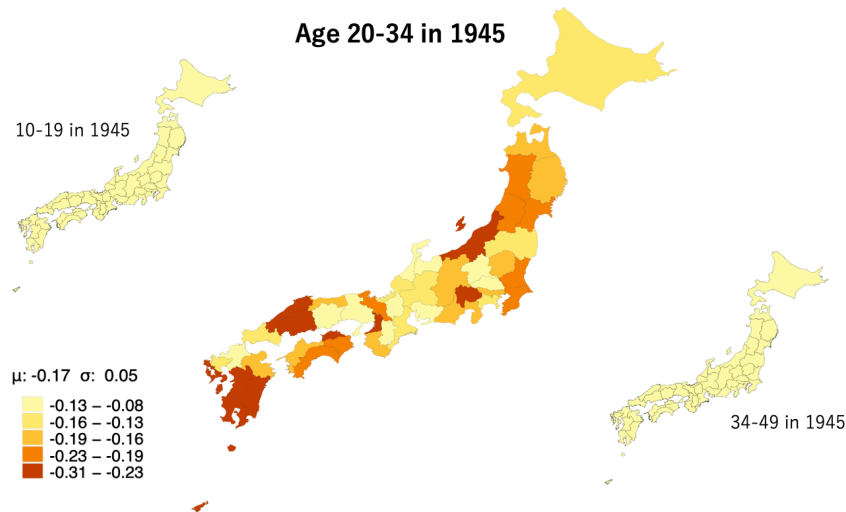 Age 20-34 in 1945
10-19 in 1945
μ: -0.17 σ: 0.05
-0.13 – -0.08
-0.16 – -0.13
-0.19 – -0.16
-0.23 – -0.19
-0.31 – -0.23
34-49 in 1945